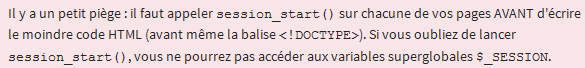 Il y a un petit piège : il faut appeler session_start() sur chacune de vos pages AVANT d'écrire
le moindre code HTML (avant même la balise <!DOCTYPE>). Si vous oubliez de lancer
session_start(), vous ne pourrez pas accéder aux variables superglobales $_SESSION.